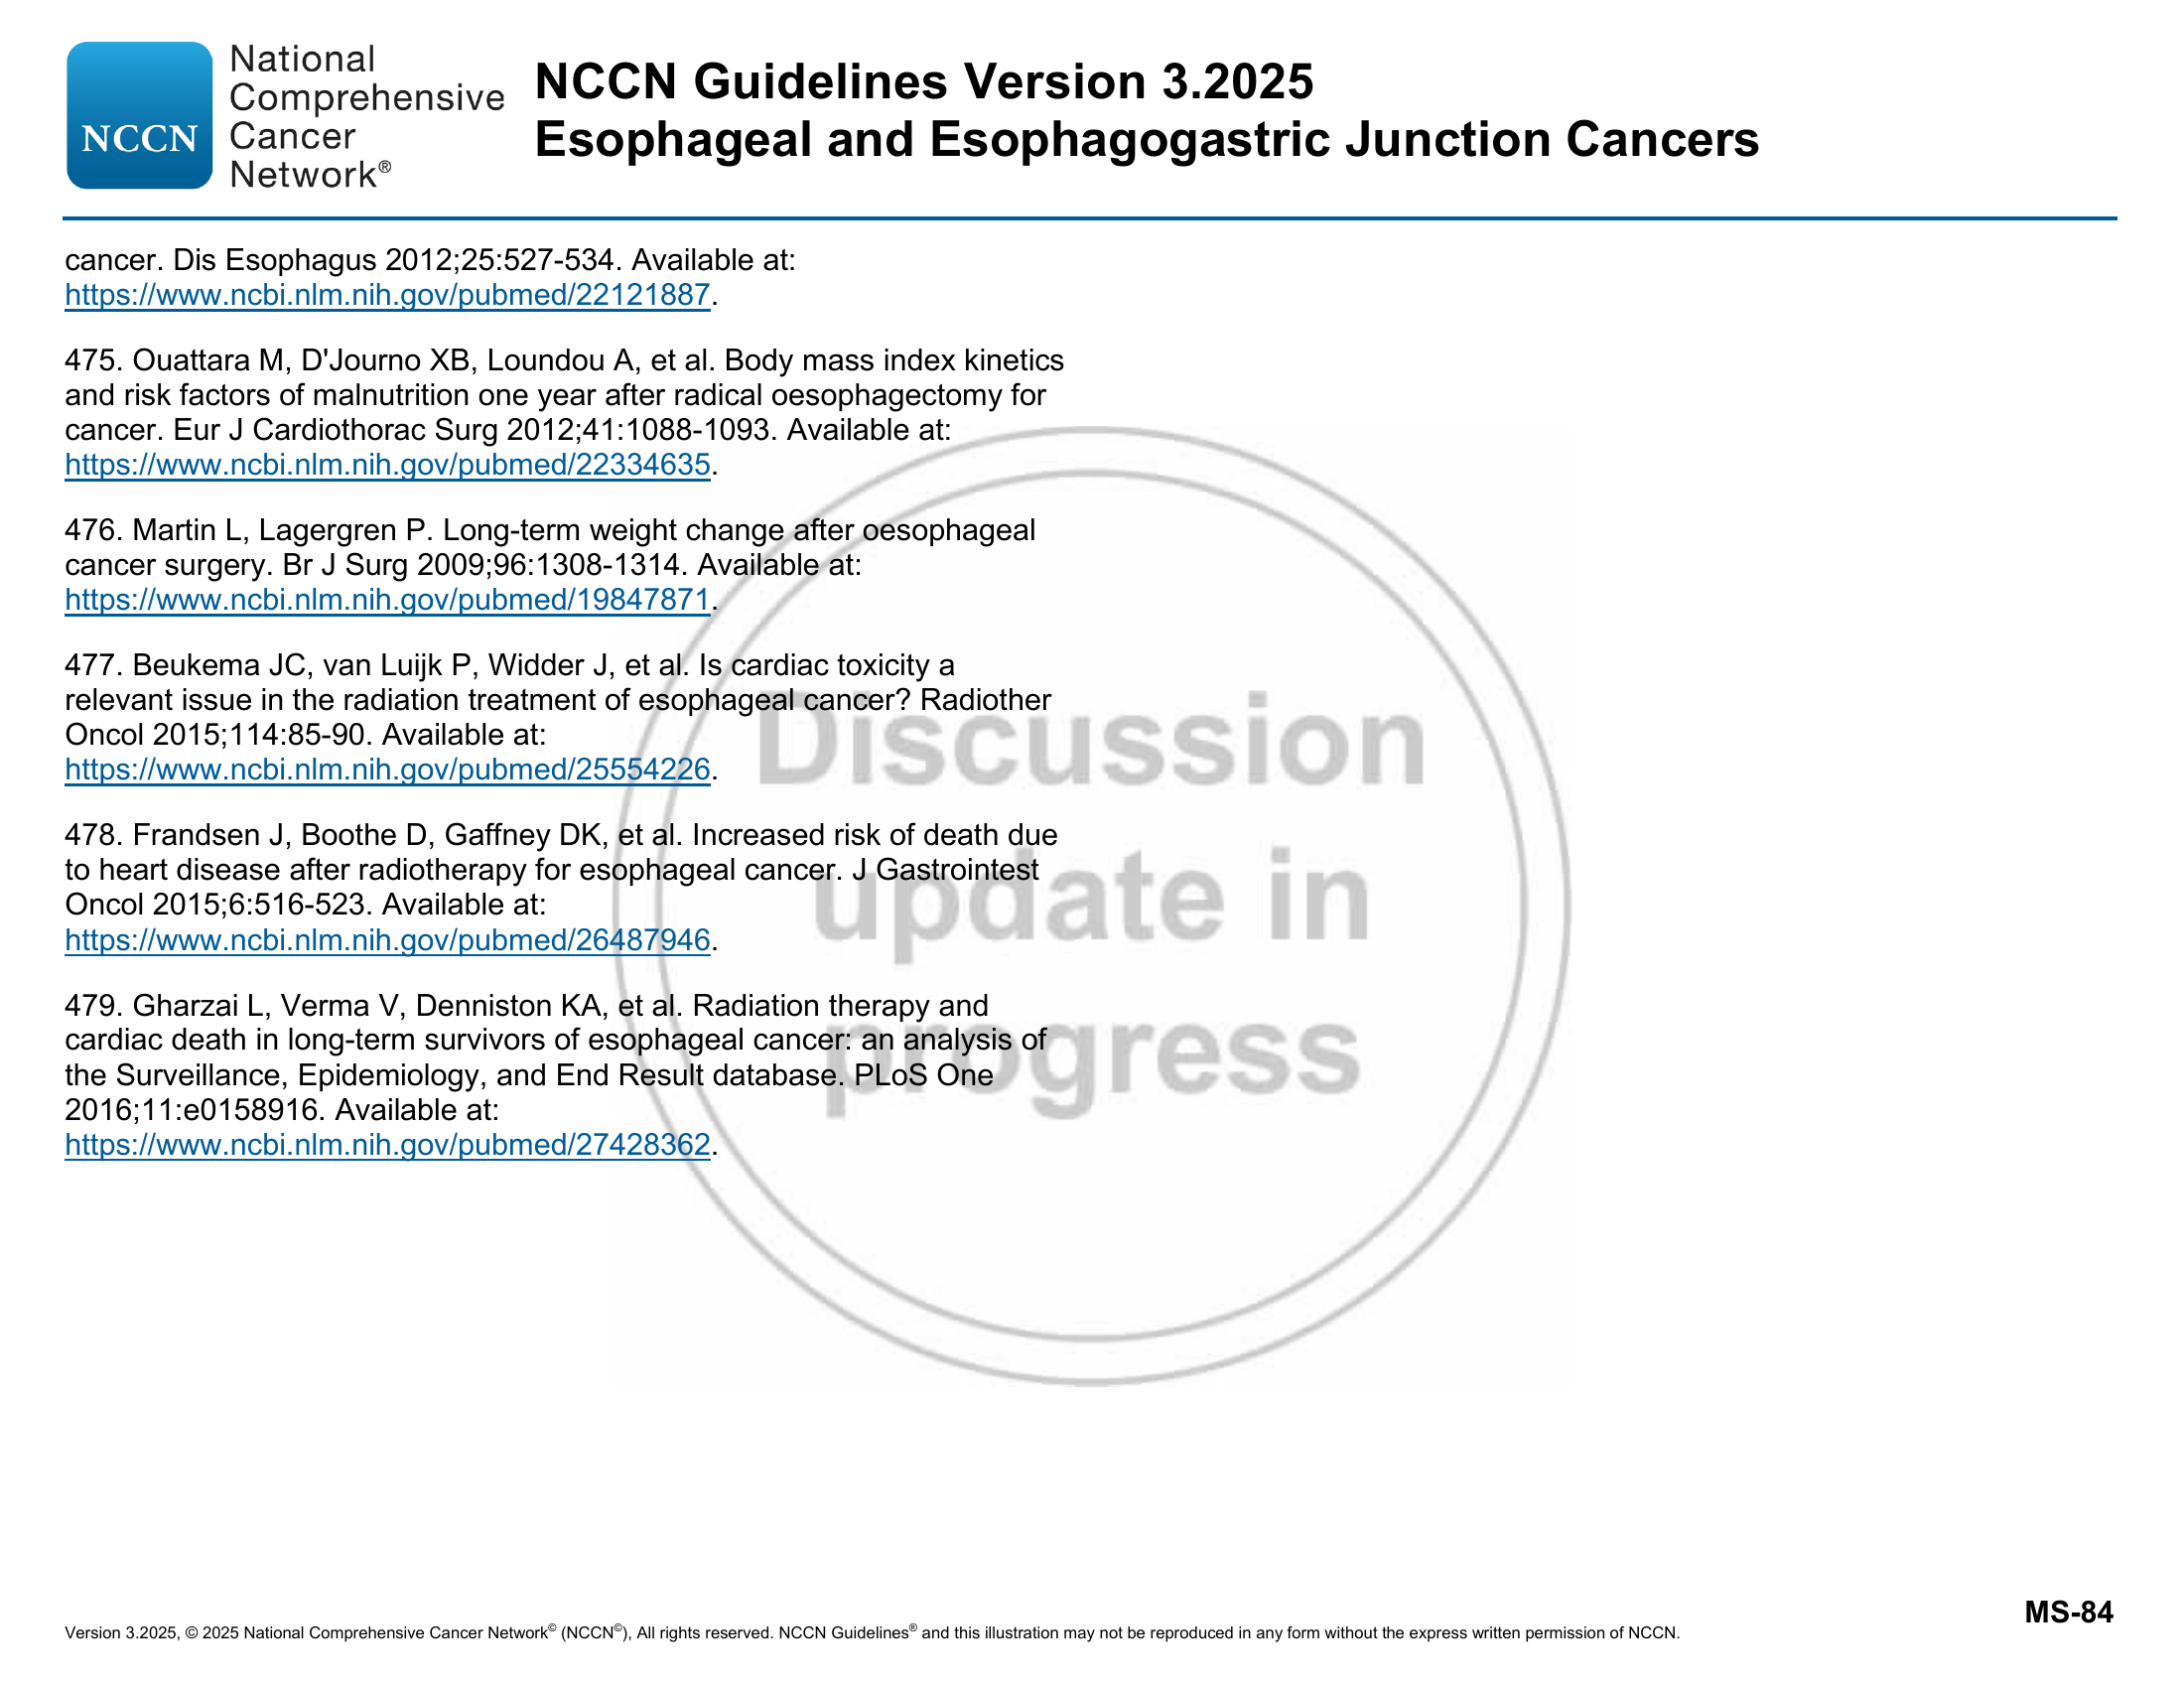 NCCN
National
Comprehensive
Cancer
Network®
NCCN Guidelines Version 3.2025
Esophageal and Esophagogastric Junction Cancers
cancer. Dis Esophagus 2012;25:527-534. Available at:
https://www.ncbi.nlm.nih.gov/pubmed/22121887.
475. Ouattara M, D'Journo XB, Loundou A, et al. Body mass index kinetics
and risk factors of malnutrition one year after radical oesophagectomy for
cancer. Eur J Cardiothorac Surg 2012;41:1088-1093. Available at:
https://www.ncbi.nlm.nih.gov/pubmed/22334635.
476. Martin L, Lagergren P. Long-term weight change after oesophageal
cancer surgery. Br J Surg 2009;96:1308-1314. Available at:
https://www.ncbi.nlm.nih.gov/pubmed/19847871.
477. Beukema JC, van Luijk P, Widder J, et al. Is cardiac toxicity a
relevant issue in the radiation treatment of esophageal cancer? Radiother
Oncol 2015;114:85-90. Available at:
https://www.ncbi.nlm.nih.gov/pubmed/25554226.
478. Frandsen J, Boothe D, Gaffney DK, et al. Increased risk of death due
to heart disease after radiotherapy for esophageal cancer. J Gastrointest
Oncol 2015;6:516-523. Available at:
https://www.ncbi.nlm.nih.gov/pubmed/26487946.
479. Gharzai L, Verma V, Denniston KA, et al. Radiation therapy and
cardiac death in long-term survivors of esophageal cancer: an analysis of
the Surveillance, Epidemiology, and End Result database. PLoS One
2016;11:e0158916. Available at:
https://www.ncbi.nlm.nih.gov/pubmed/27428362.
Discussion
update in
progress
MS-84
Version 3.2025, © 2025 National Comprehensive Cancer Network© (NCCN©), All rights reserved. NCCN Guidelines® and this illustration may not be reproduced in any form without the express written permission of NCCN.